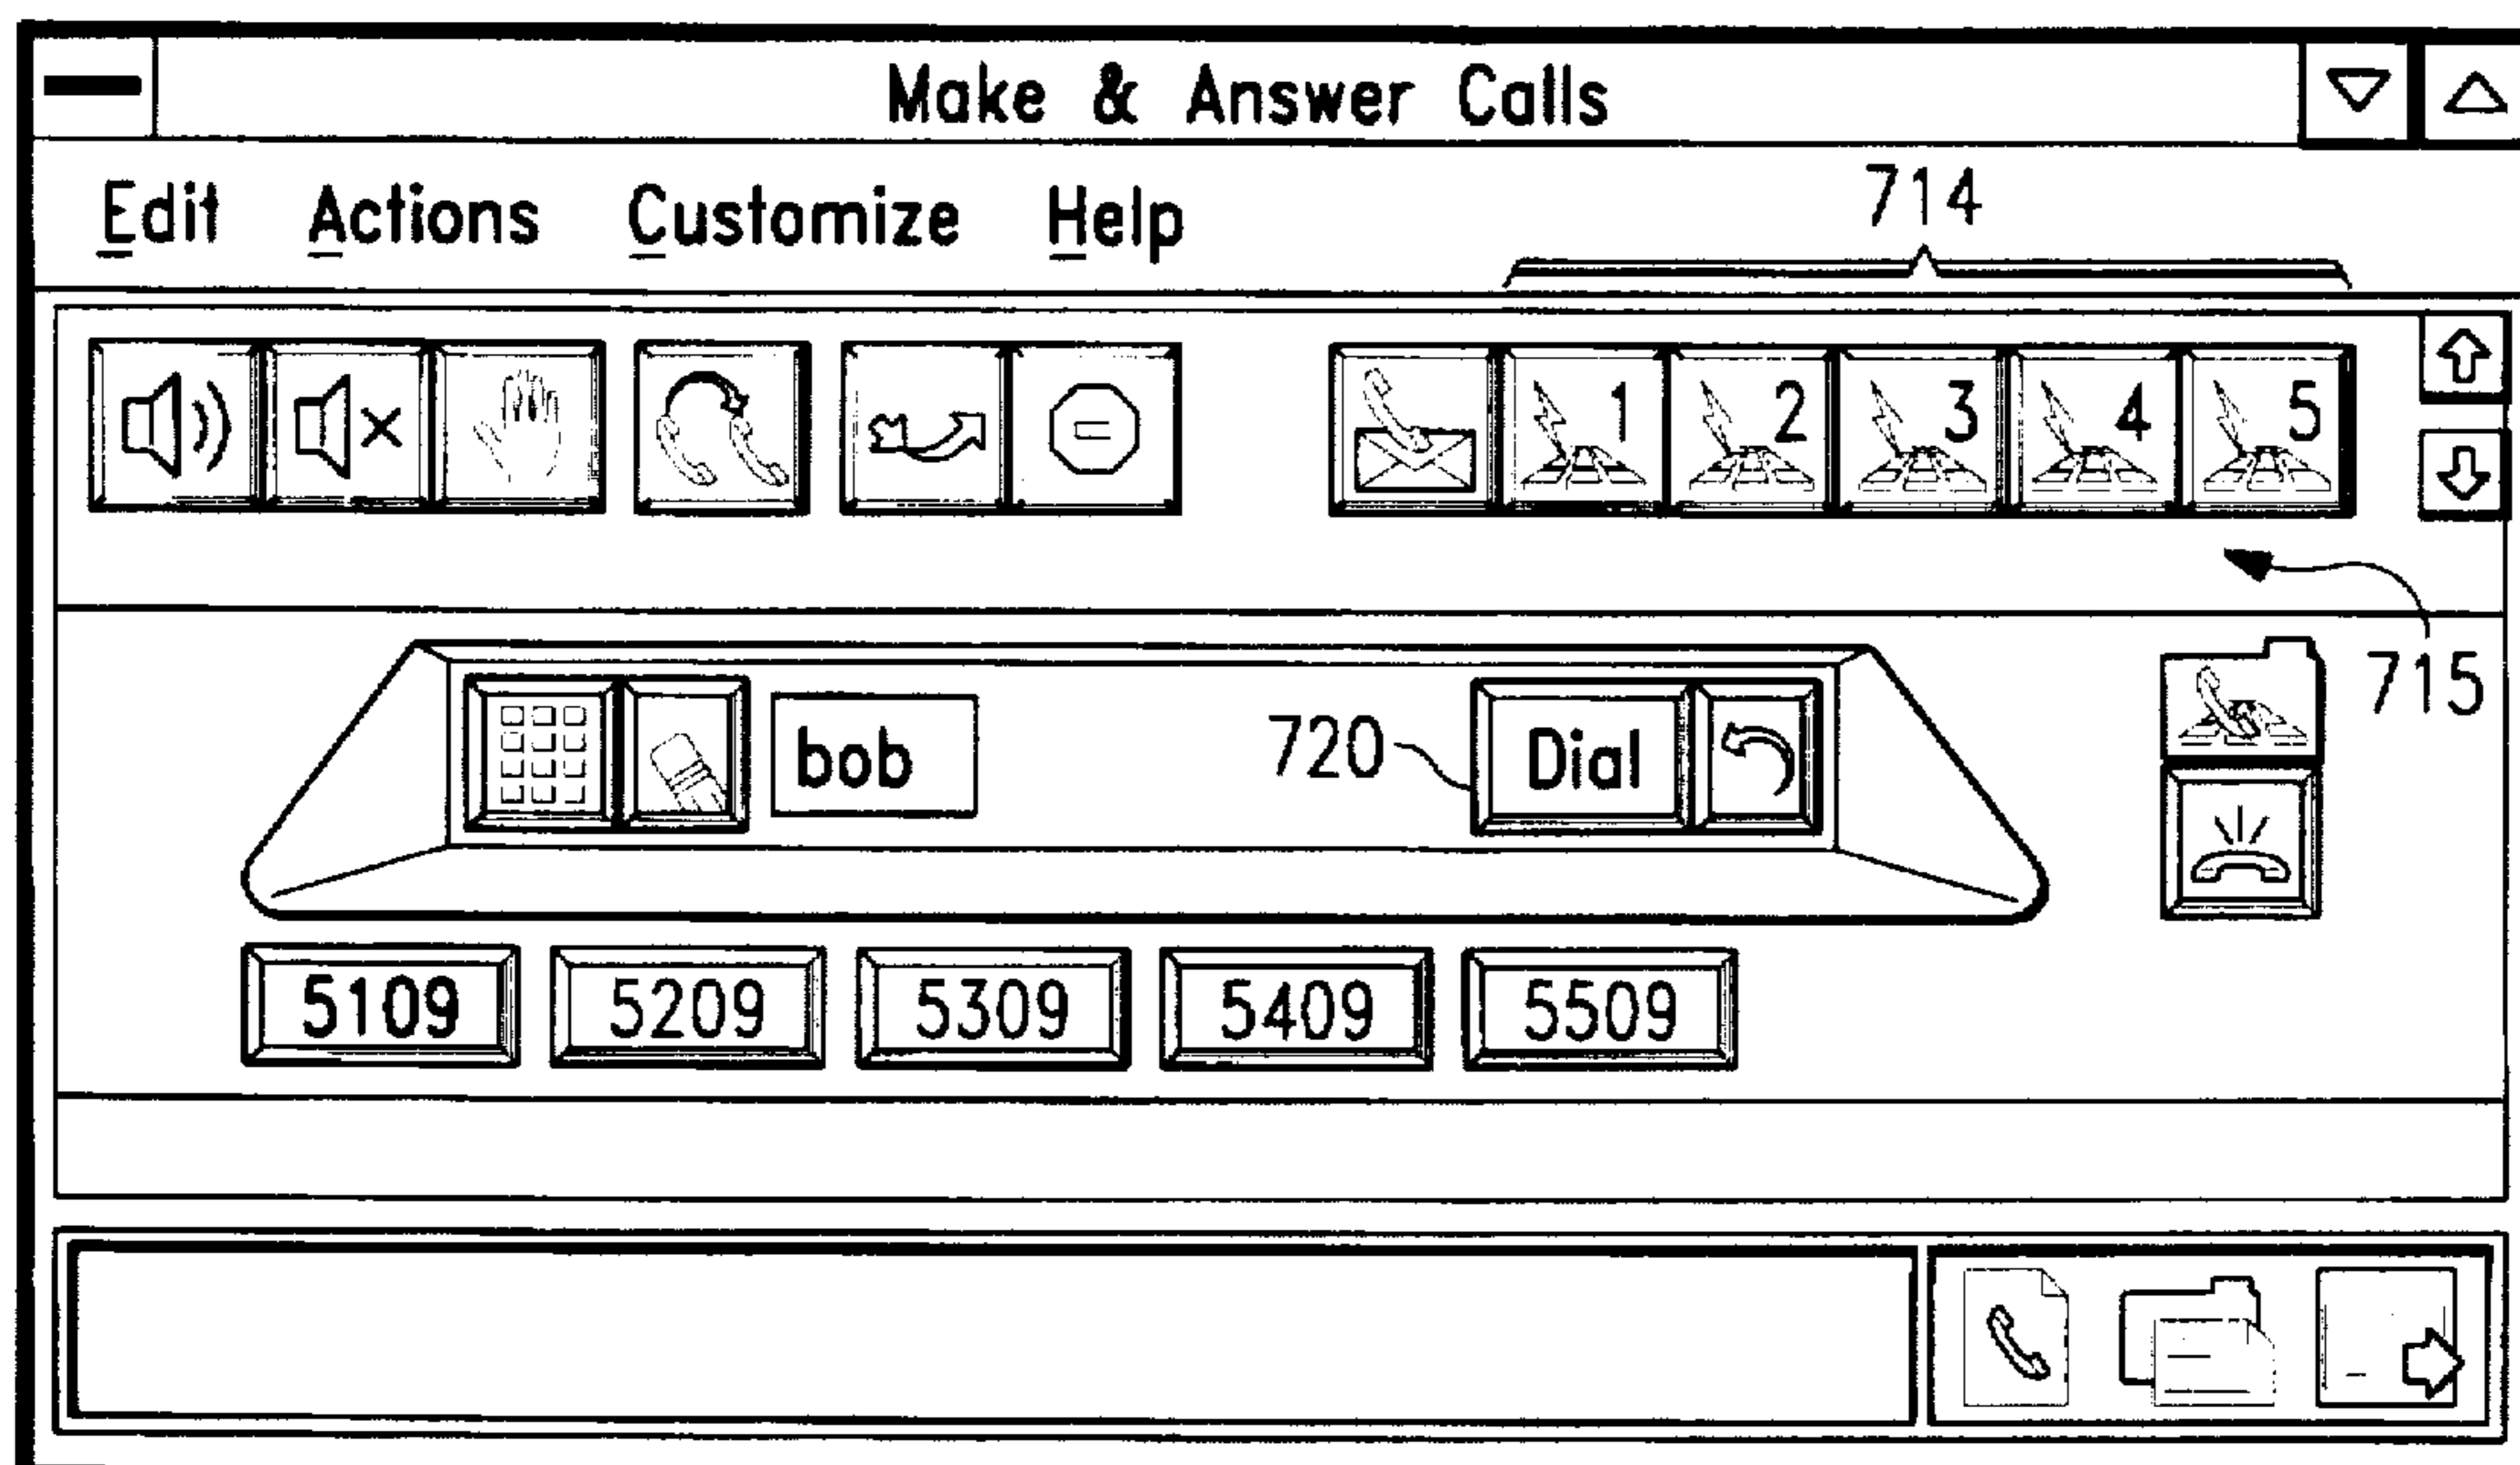 Make & Answer Calls
Edit Actions Customize Help
714
1 2 3 4 5
715
bob 720 Dial
5109 5209 5309 5409 5509